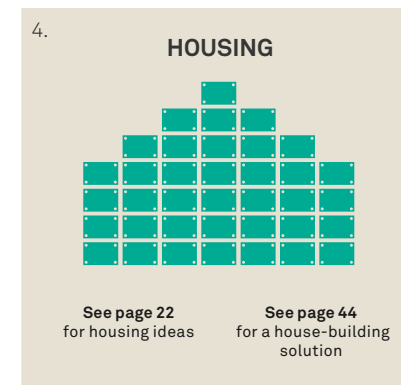 4.
HOUSING
See page 22
for housing ideas
See page 44
for a house-building
solution